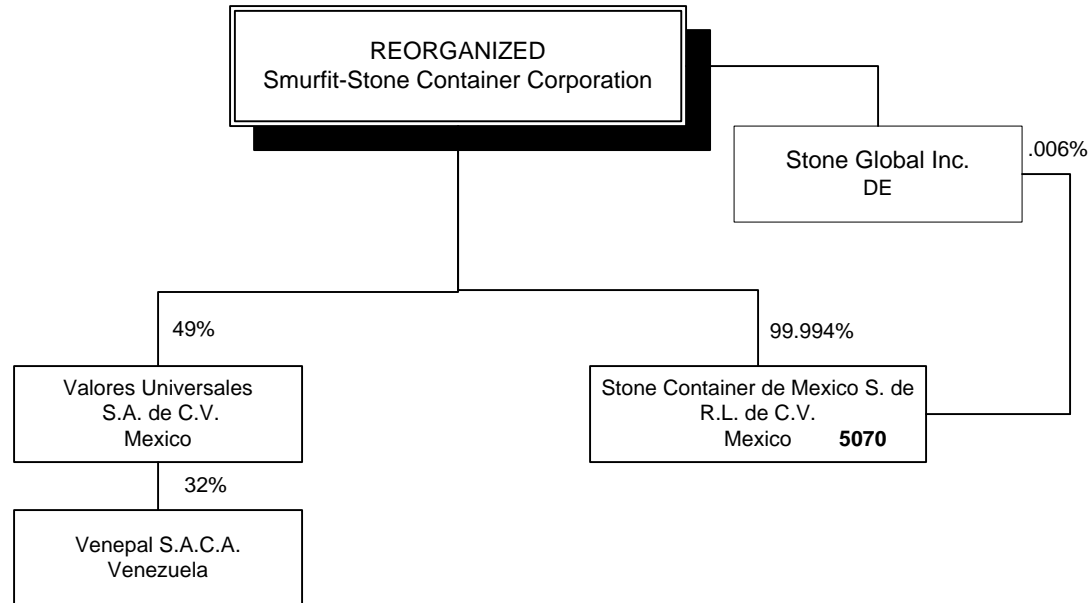 REORGANIZED
Smurfit-Stone Container Corporation
Stone Global Inc.
DE
.006%
49%
99.994%
Valores Universales
S.A. de C.V.
Mexico
Stone Container de Mexico S. de
R.L. de C.V.
Mexico 5070
32%
Venepal S.A.C.A.
Venezuela